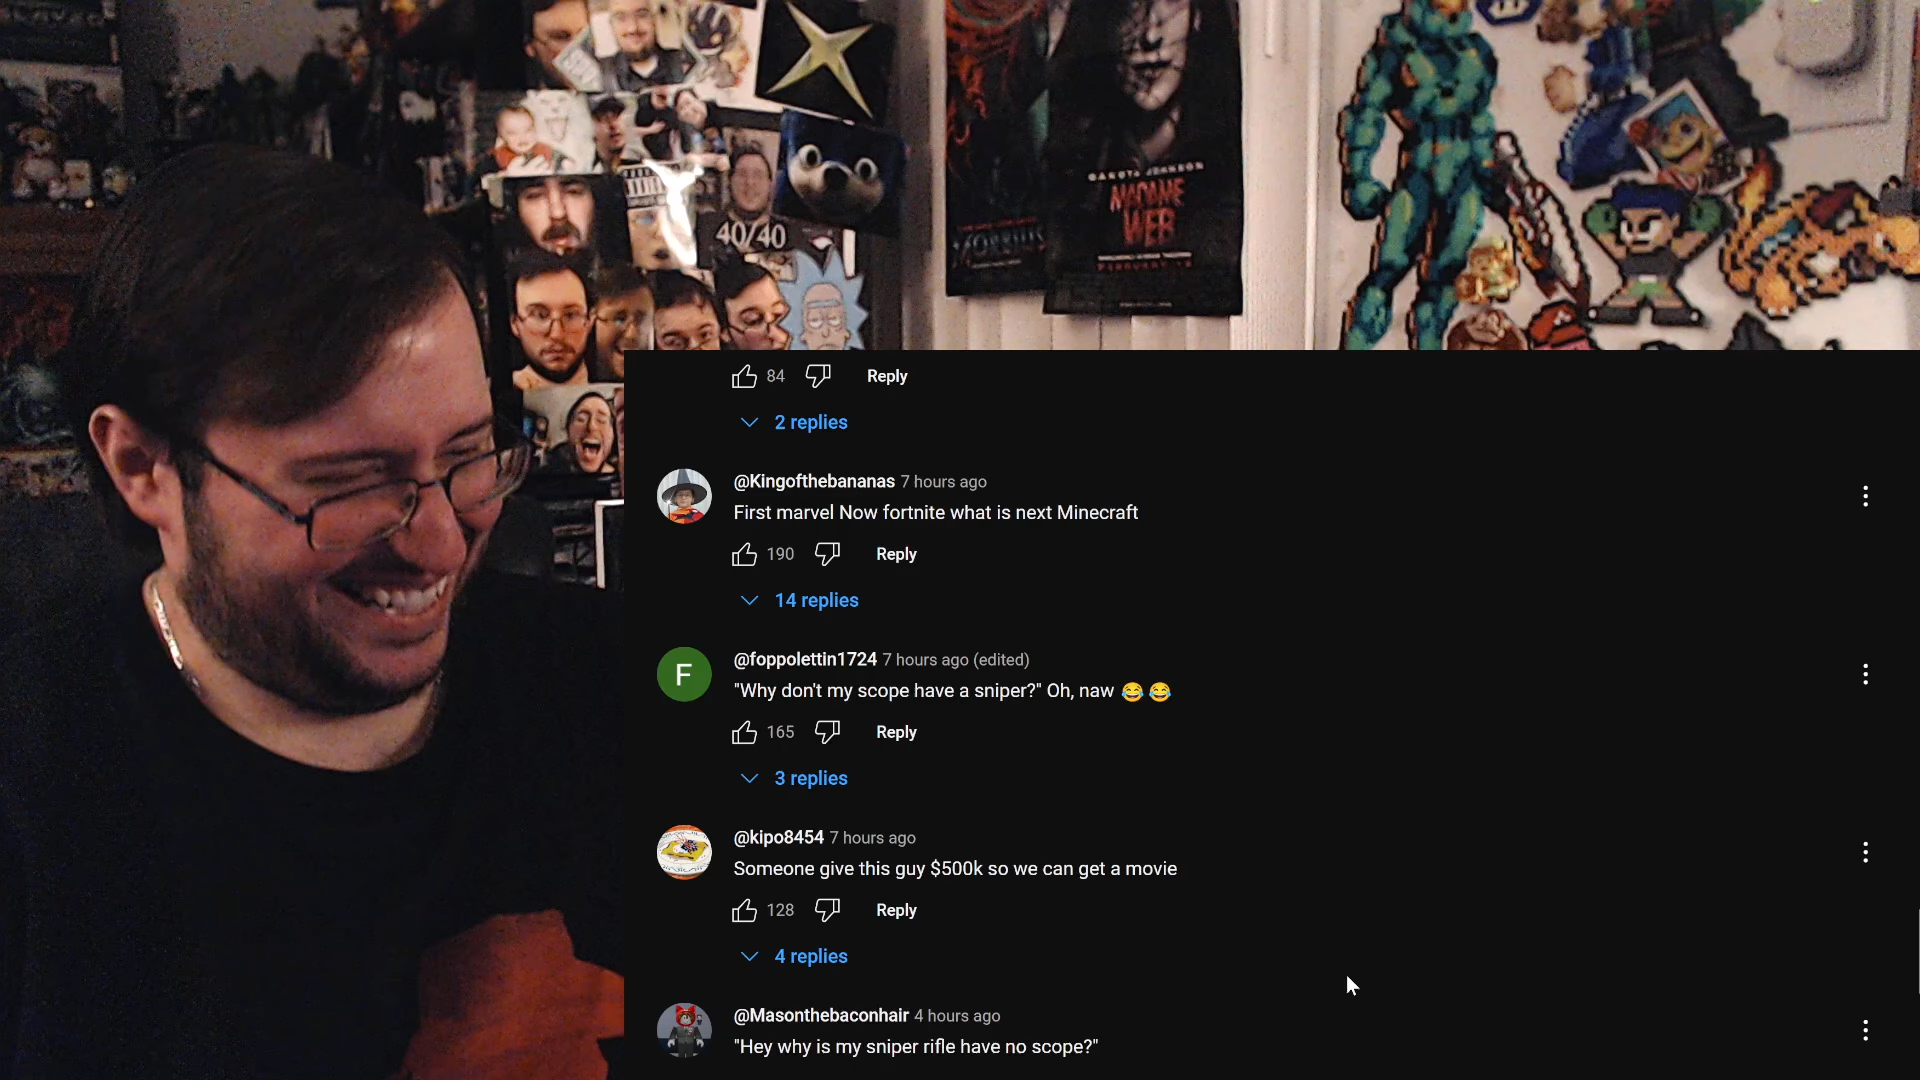 40/40
DAKOTA JOHNSON
MADAME
WEB
MORBIUS
84 Reply
2 replies
@Kingofthebananas 7 hours ago
First marvel Now fortnite what is next Minecraft
190 Reply
14 replies
F
@foppolettin1724 7 hours ago (edited)
"Why don't my scope have a sniper?" Oh, naw 😂 😂
165 Reply
3 replies
@kipo8454 7 hours ago
Someone give this guy $500k so we can get a movie
128 Reply
4 replies
@Masonthebaconhair 4 hours ago
"Hey why is my sniper rifle have no scope?"